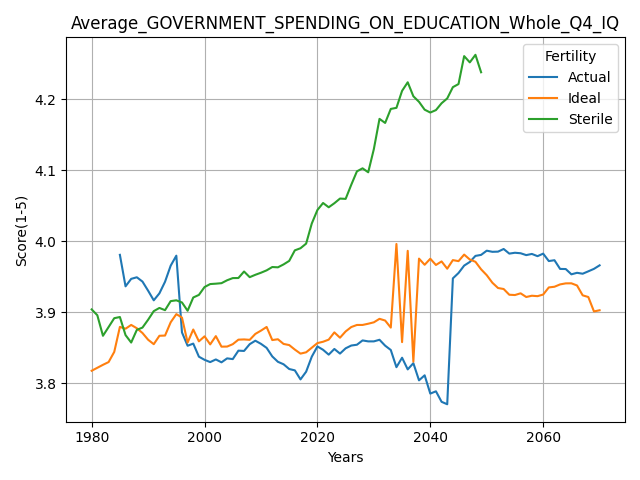 Average_GOVERNMENT_SPENDING_ON_EDUCATION_Whole_Q4_IQ
Fertility
Actual
Ideal
Sterile
4.2
4.1
4.0
3.9
3.8
Score(1-5)
1980
2000
2020
2040
2060
Years